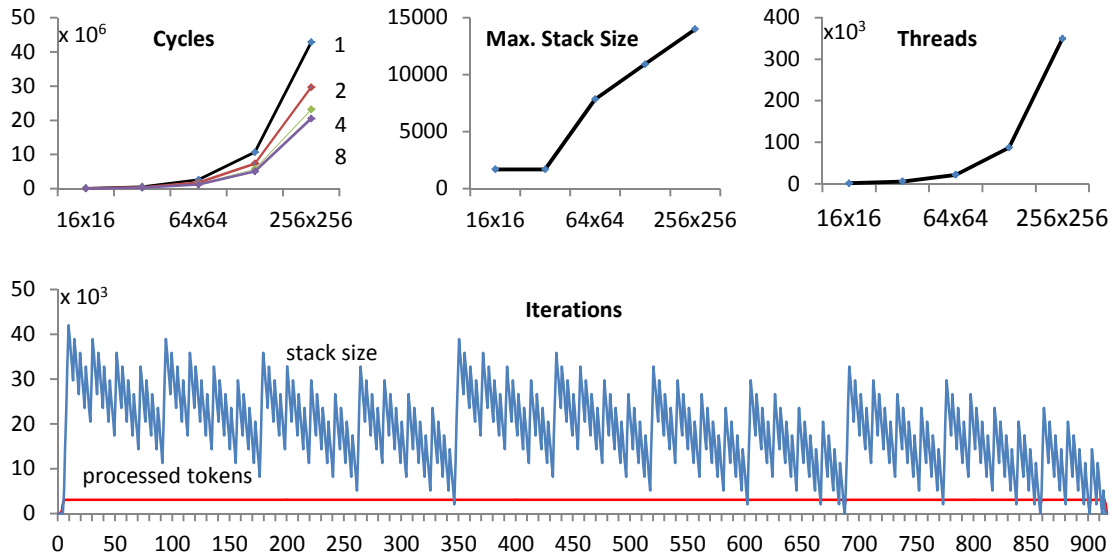 x 10⁶
Cycles
50
40
30
20
10
0
1
2
4
8
16x16
64x64
256x256
Max. Stack Size
15000
10000
5000
0
16x16
64x64
256x256
x10³
Threads
400
300
200
100
0
16x16
64x64
256x256
x 10³
Iterations
50
40
30
20
10
0
stack size
processed tokens
0 50 100 150 200 250 300 350 400 450 500 550 600 650 700 750 800 850 900